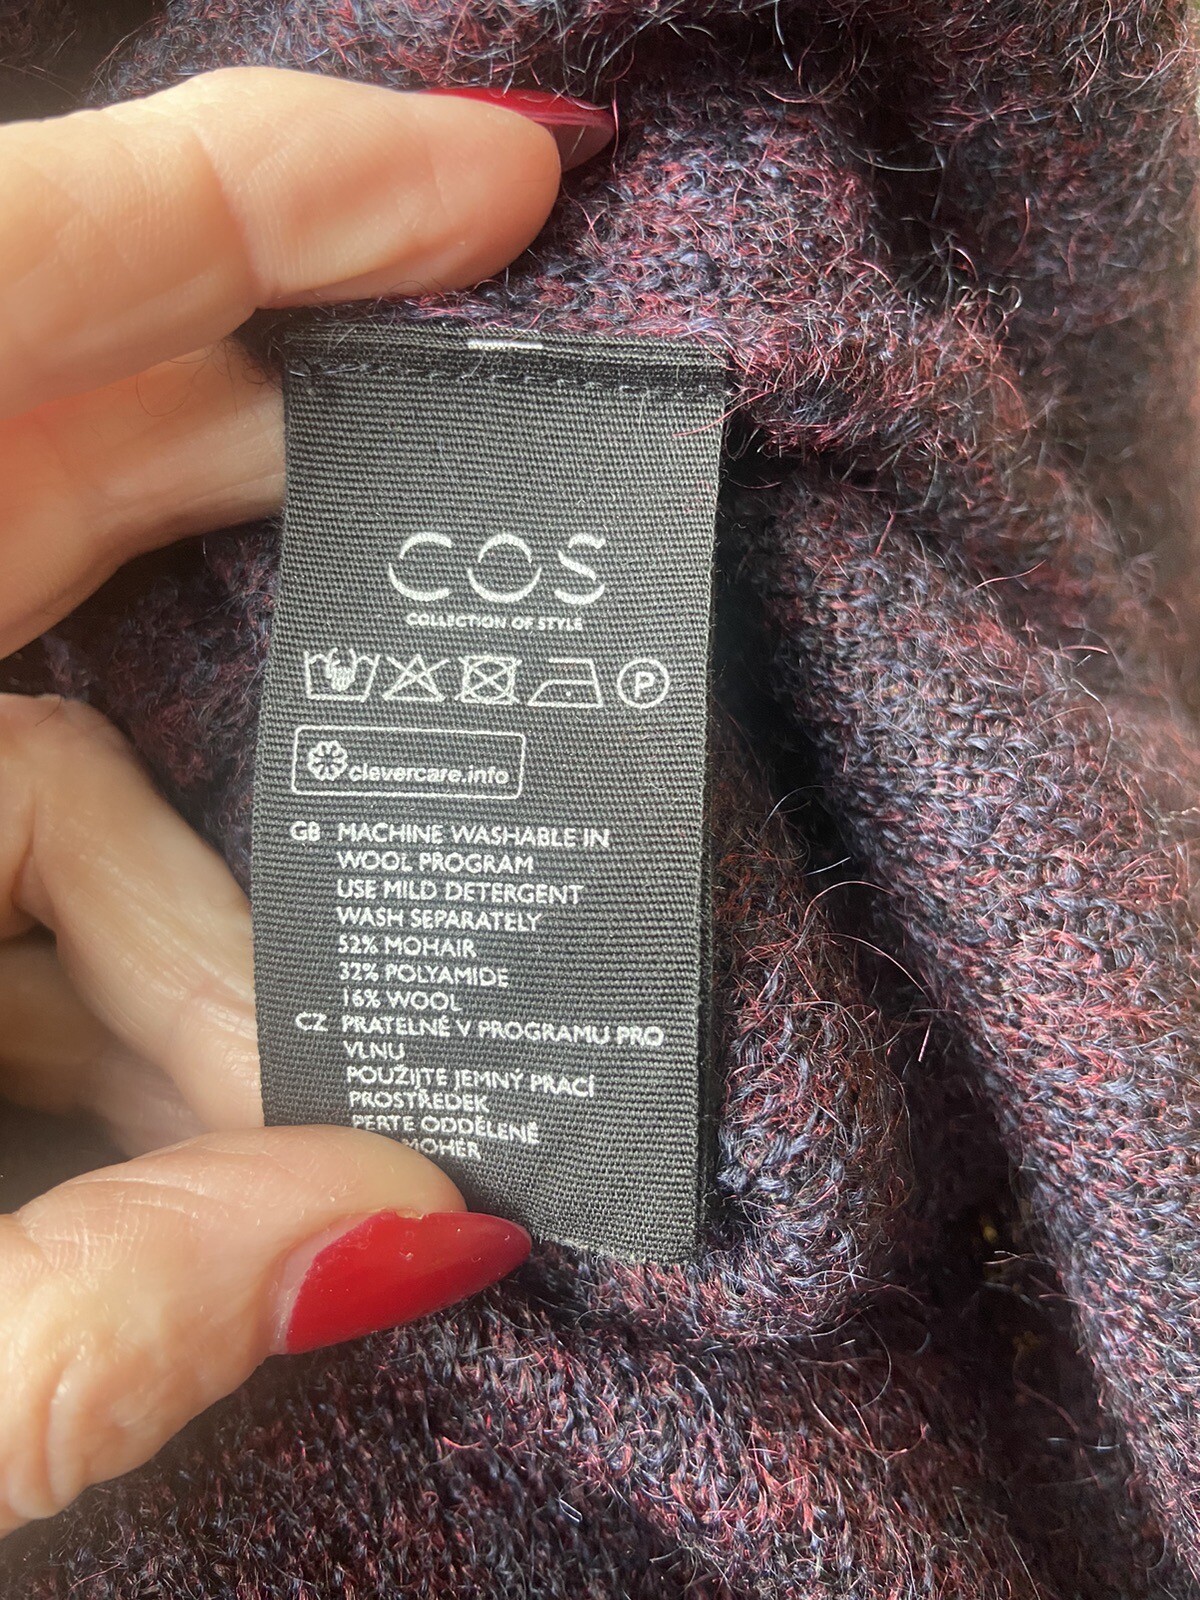 COS
COLLECTION OF STYLE
P
clevercare.info
GB MACHINE WASHABLE IN
WOOL PROGRAM
USE MILD DETERGENT
WASH SEPARATELY
52% MOHAIR
32% POLYAMIDE
16% WOOL
CZ PRATELNÉ V PROGRAMU PRO
VLNU
POUŽIJTE JEMNÝ PRACÍ
PROSTŘEDEK
PERTE ODDĚLENĚ
MOHÉR